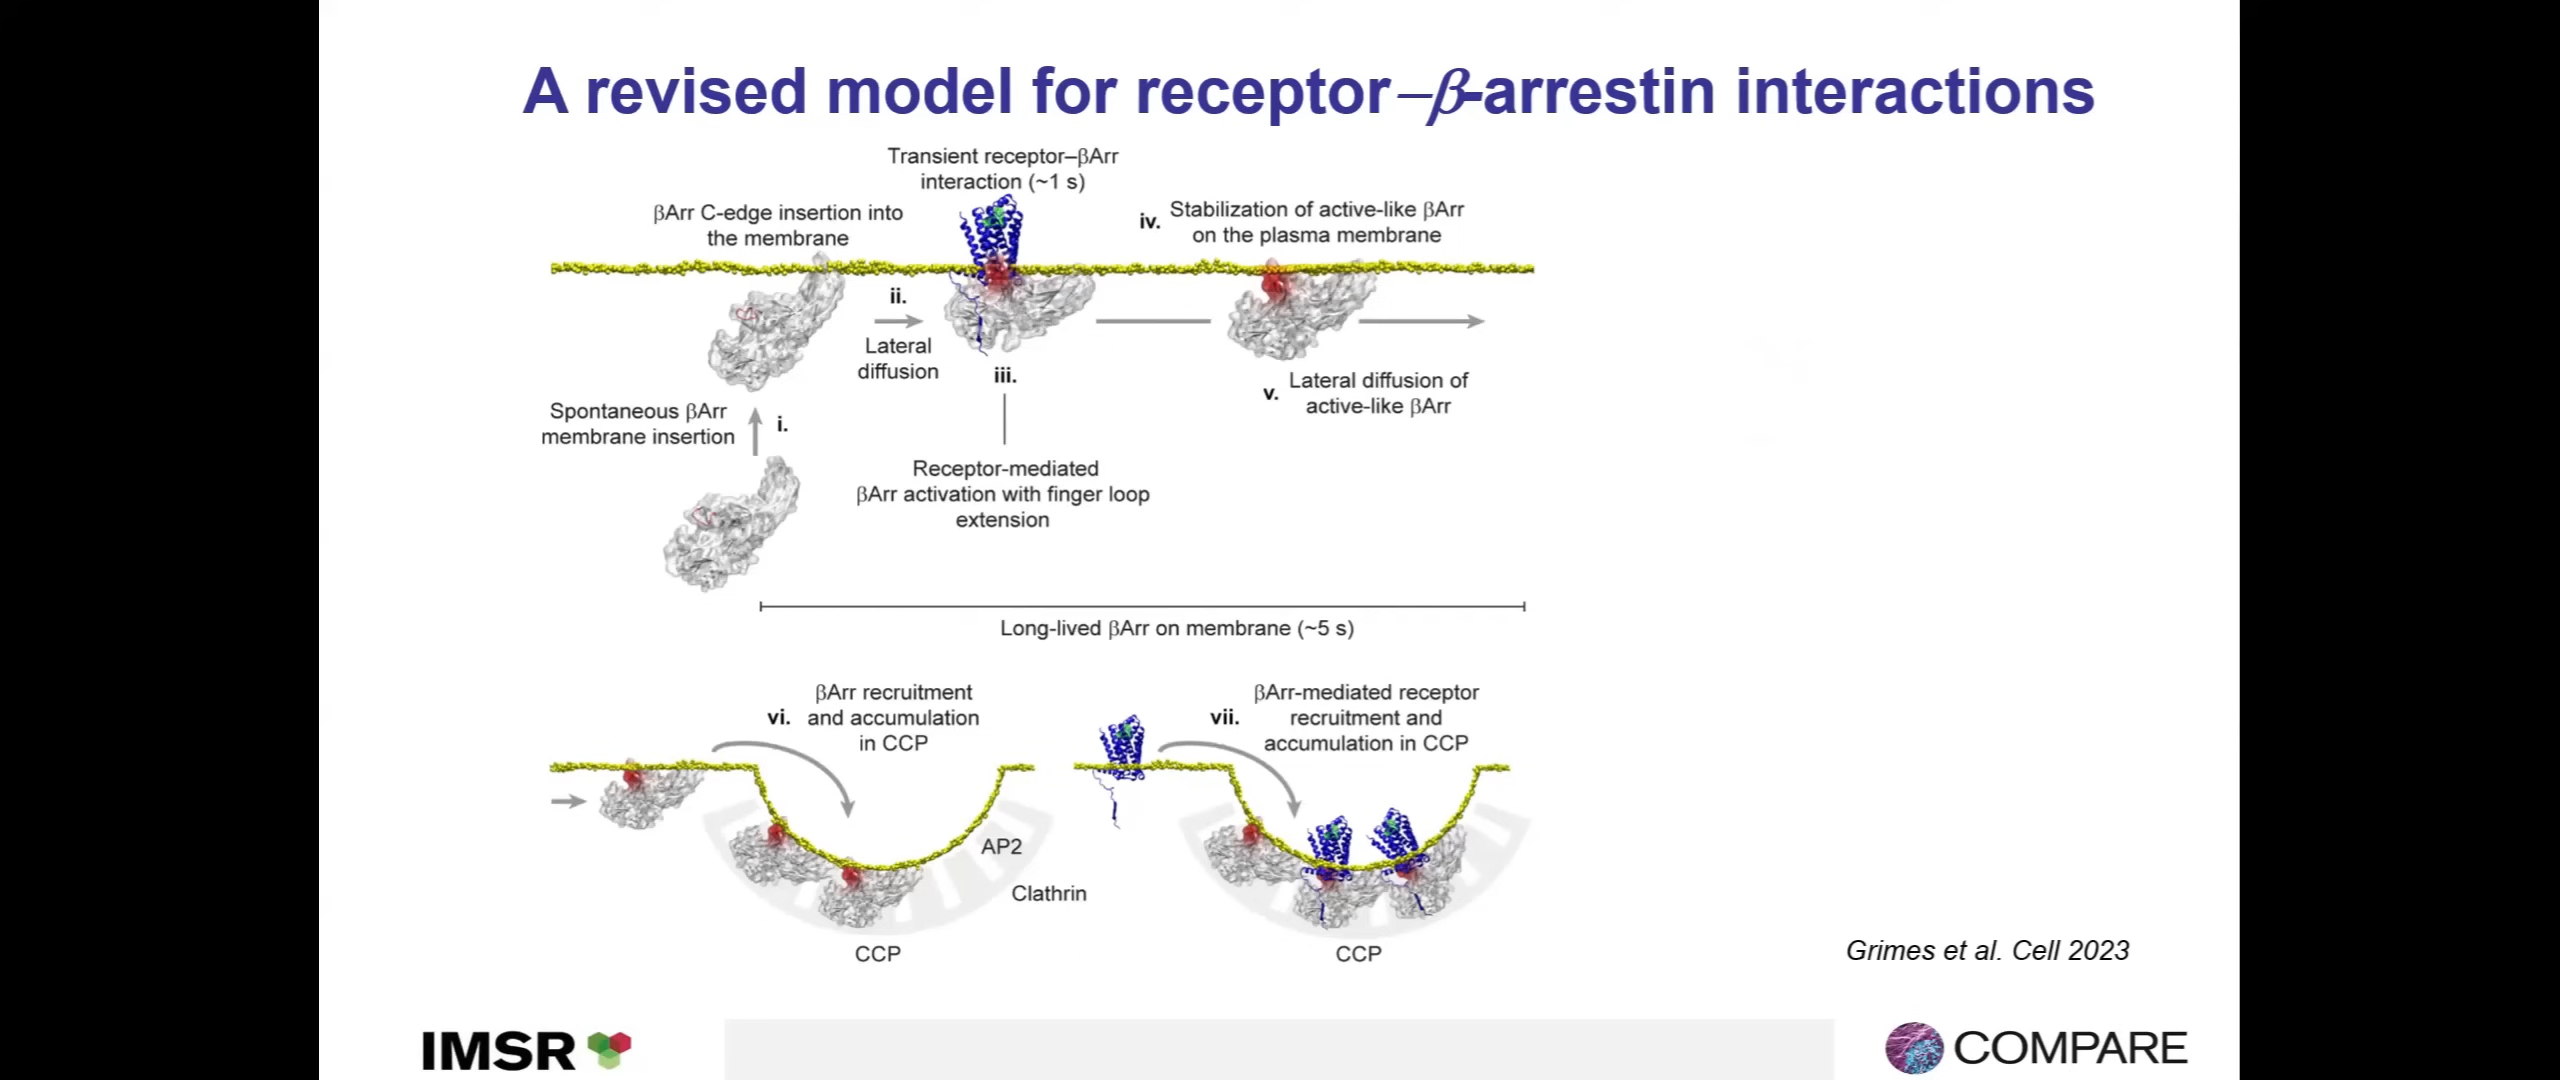 A revised model for receptor–β-arrestin interactions
Transient receptor–βArr
interaction (~1 s)
βArr C-edge insertion into
the membrane
iv.
Stabilization of active-like βArr
on the plasma membrane
ii.
Lateral
diffusion
iii.
v.
Lateral diffusion of
active-like βArr
Spontaneous βArr
membrane insertion
i.
Receptor-mediated
βArr activation with finger loop
extension
Long-lived βArr on membrane (~5 s)
vi.
βArr recruitment
and accumulation
in CCP
vii.
βArr-mediated receptor
recruitment and
accumulation in CCP
AP2
Clathrin
CCP
CCP
Grimes et al. Cell 2023
IMSR
COMPARE